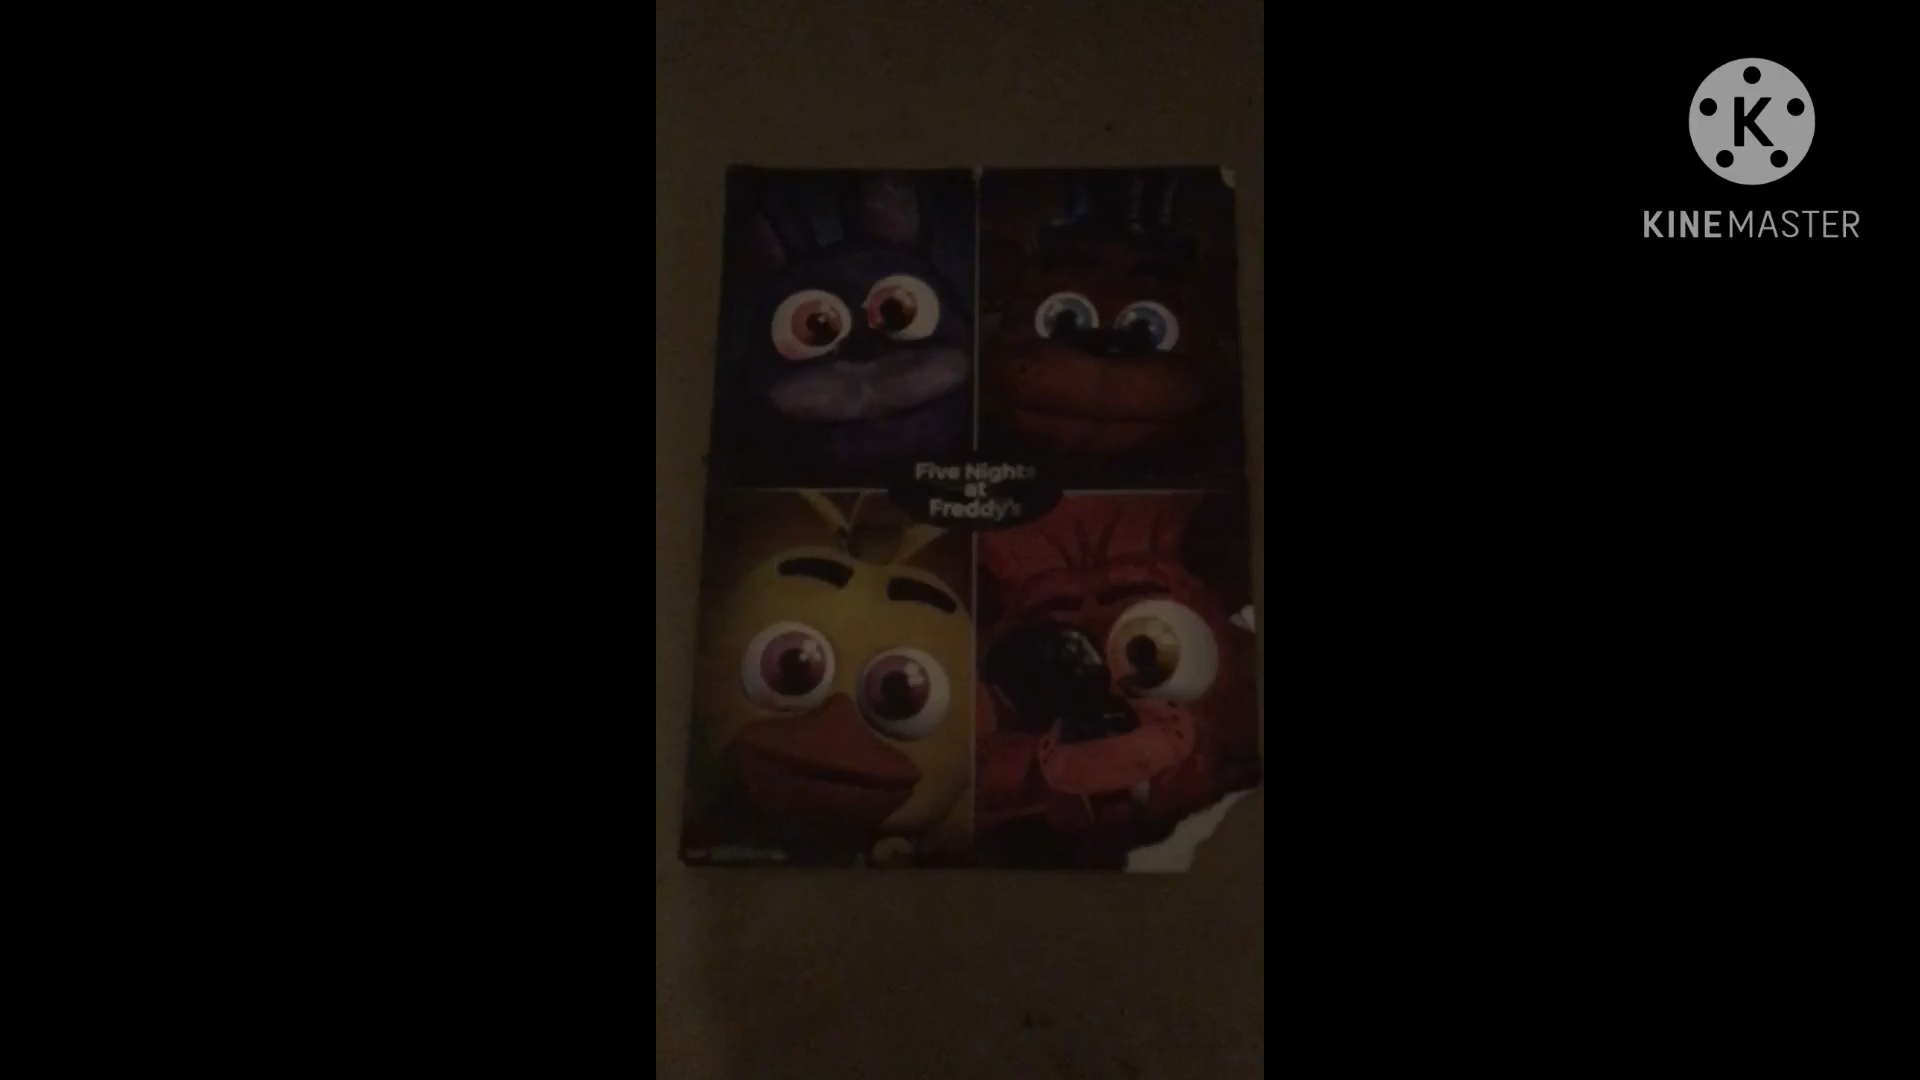 K
KINEMASTER
Five Nights
at
Freddy's